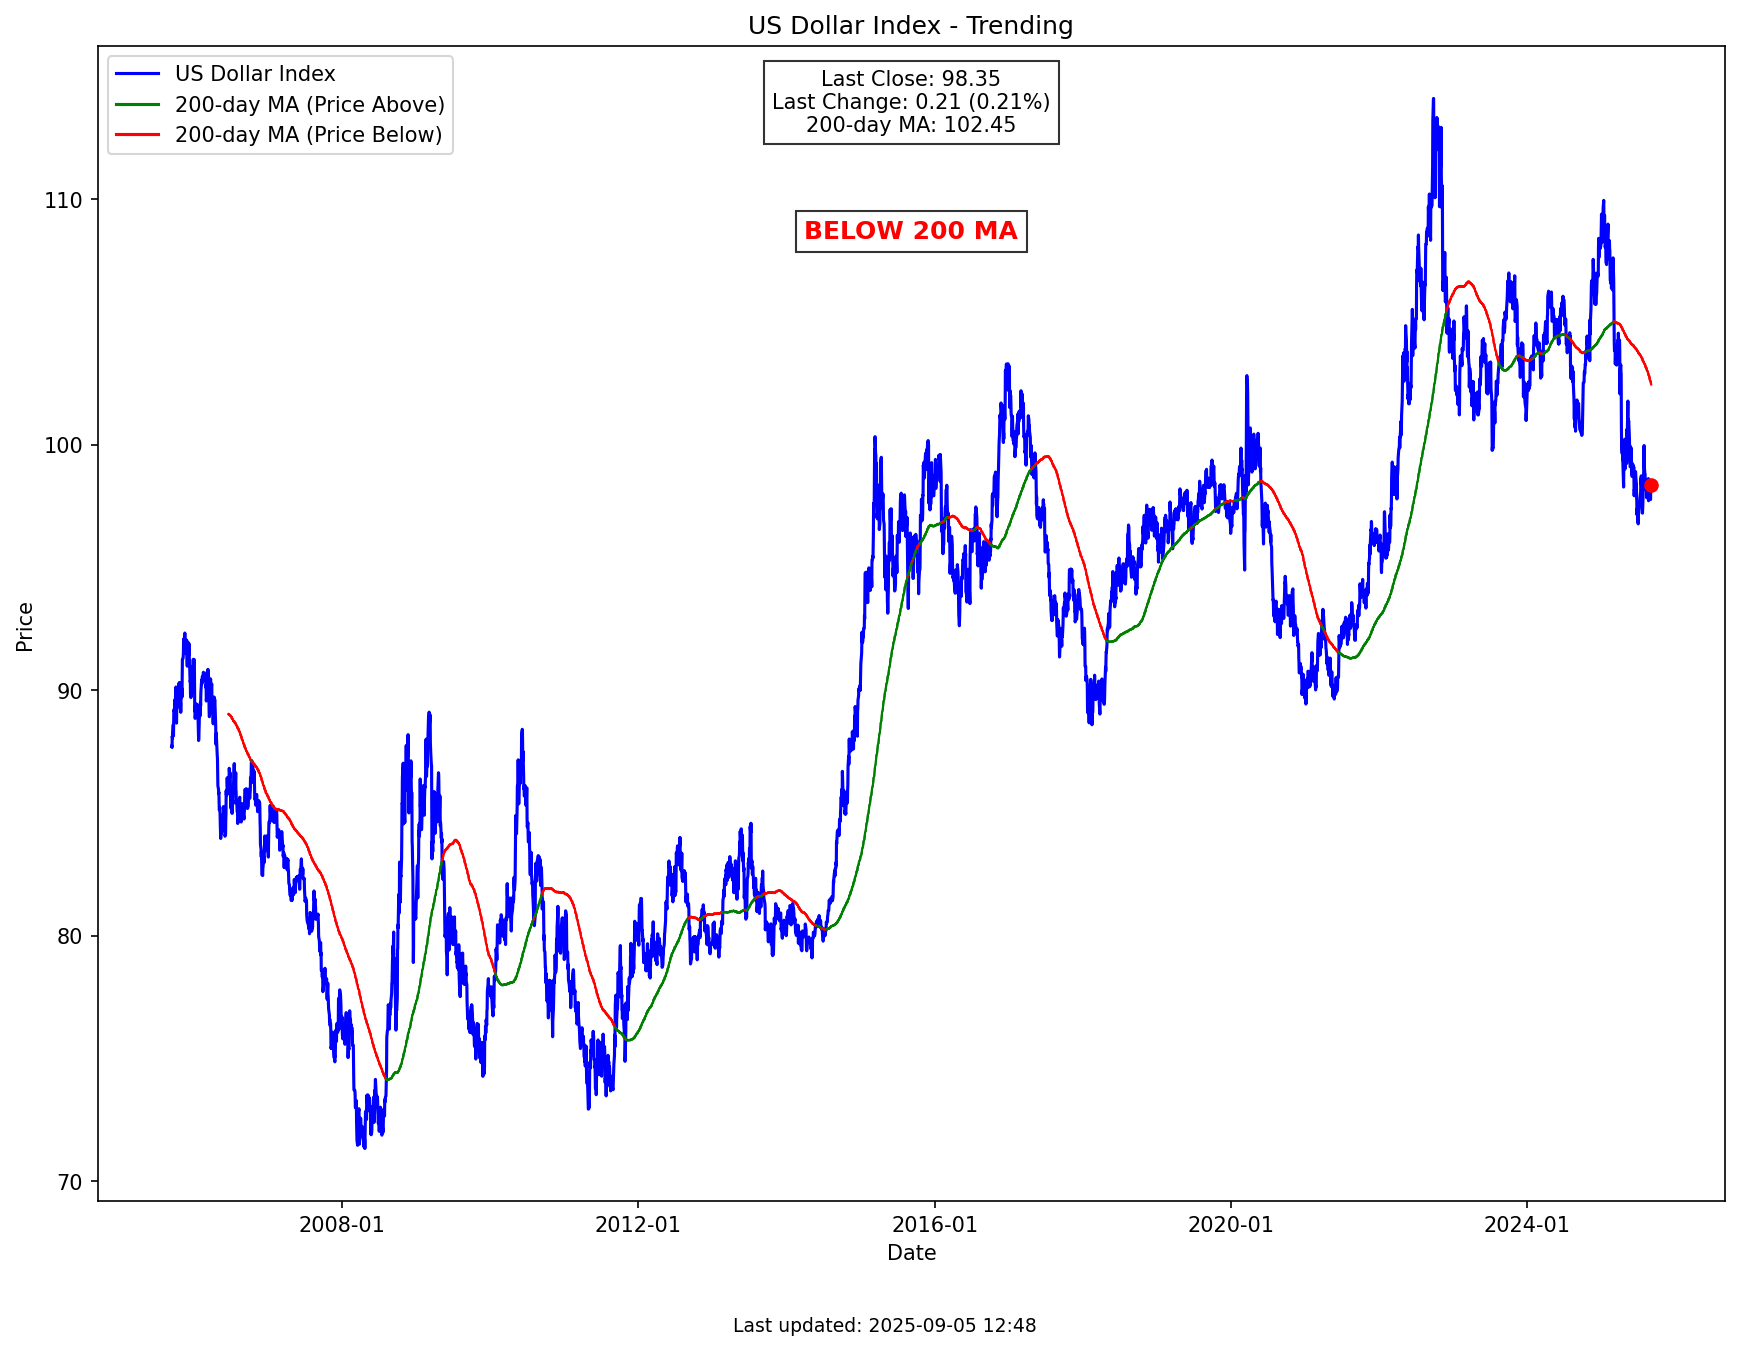 US Dollar Index - Trending
US Dollar Index
200-day MA (Price Above)
200-day MA (Price Below)
Last Close: 98.35
Last Change: 0.21 (0.21%)
200-day MA: 102.45
BELOW 200 MA
Price
110
100
90
80
70
2008-01
2012-01
2016-01
2020-01
2024-01
Date
Last updated: 2025-09-05 12:48